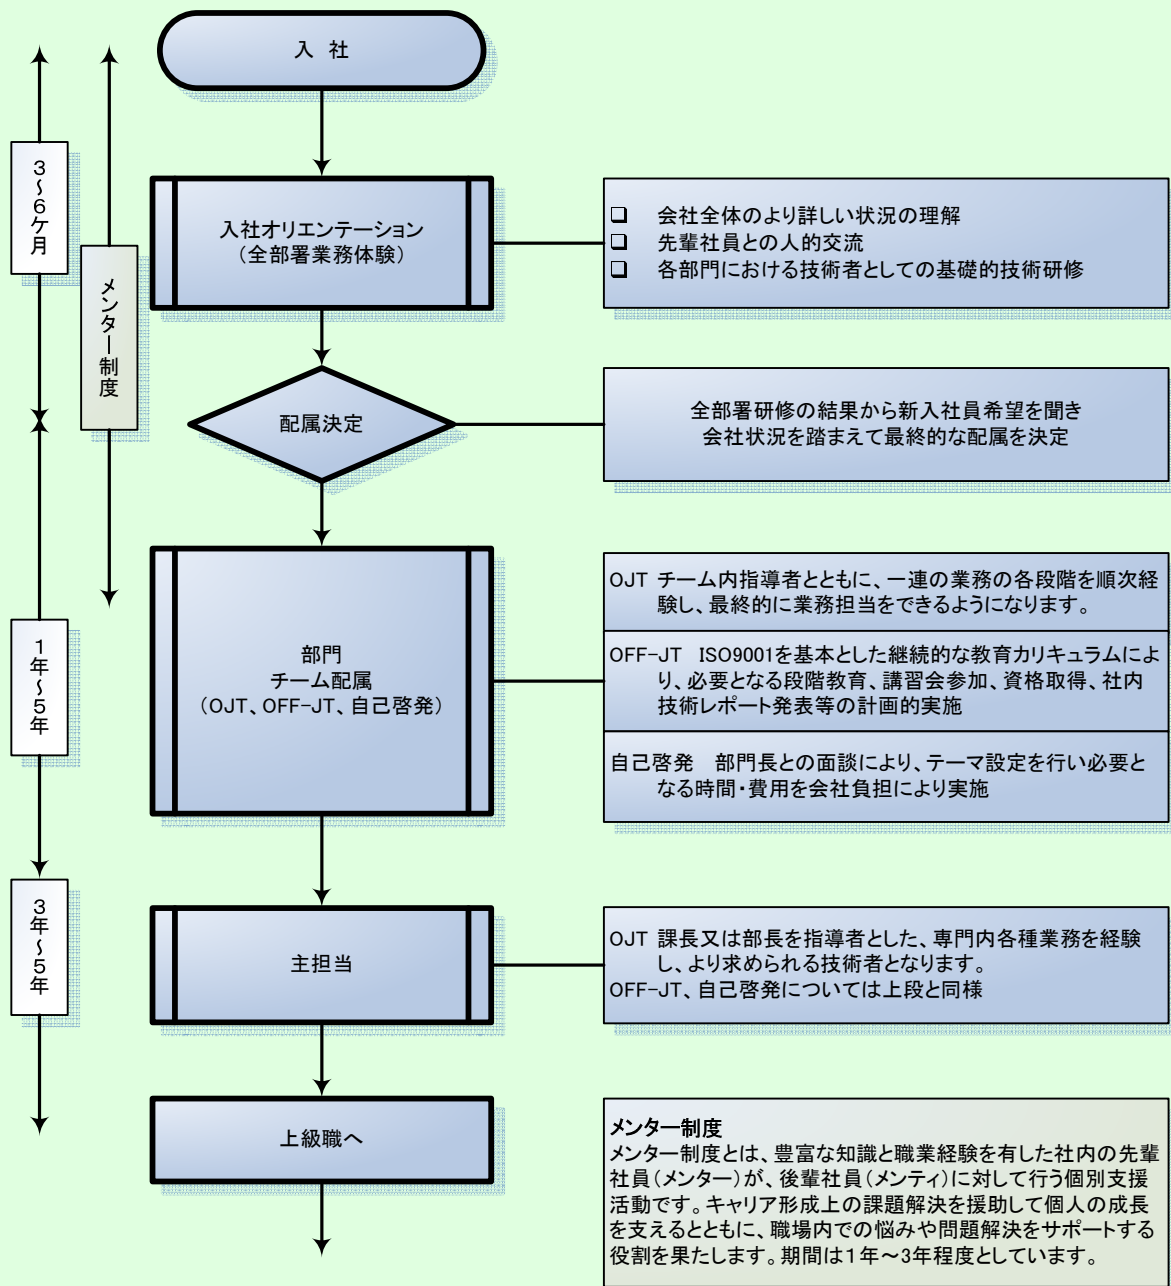 入 社
3～6ケ月
メンター制度
入社オリエンテーション
（全部署業務体験）
❑ 会社全体のより詳しい状況の理解
❑ 先輩社員との人的交流
❑ 各部門における技術者としての基礎的技術研修
配属決定
全部署研修の結果から新入社員希望を聞き
会社状況を踏まえて最終的な配属を決定
1年～5年
部門
チーム配属
（OJT、OFF-JT、自己啓発）
OJT チーム内指導者とともに、一連の業務の各段階を順次経
験し、最終的に業務担当をできるようになります。
OFF-JT ISO9001を基本とした継続的な教育カリキュラムによ
り、必要となる段階教育、講習会参加、資格取得、社内
技術レポート発表等の計画的実施
自己啓発 部門長との面談により、テーマ設定を行い必要と
なる時間・費用を会社負担により実施
3年～5年
主担当
OJT 課長又は部長を指導者とした、専門内各種業務を経験
し、より求められる技術者となります。
OFF-JT、自己啓発については上段と同様
上級職へ
メンター制度
メンター制度とは、豊富な知識と職業経験を有した社内の先輩
社員（メンター）が、後輩社員（メンティ）に対して行う個別支援
活動です。キャリア形成上の課題解決を援助して個人の成長
を支えるとともに、職場内での悩みや問題解決をサポートする
役割を果たします。期間は1年～3年程度としています。